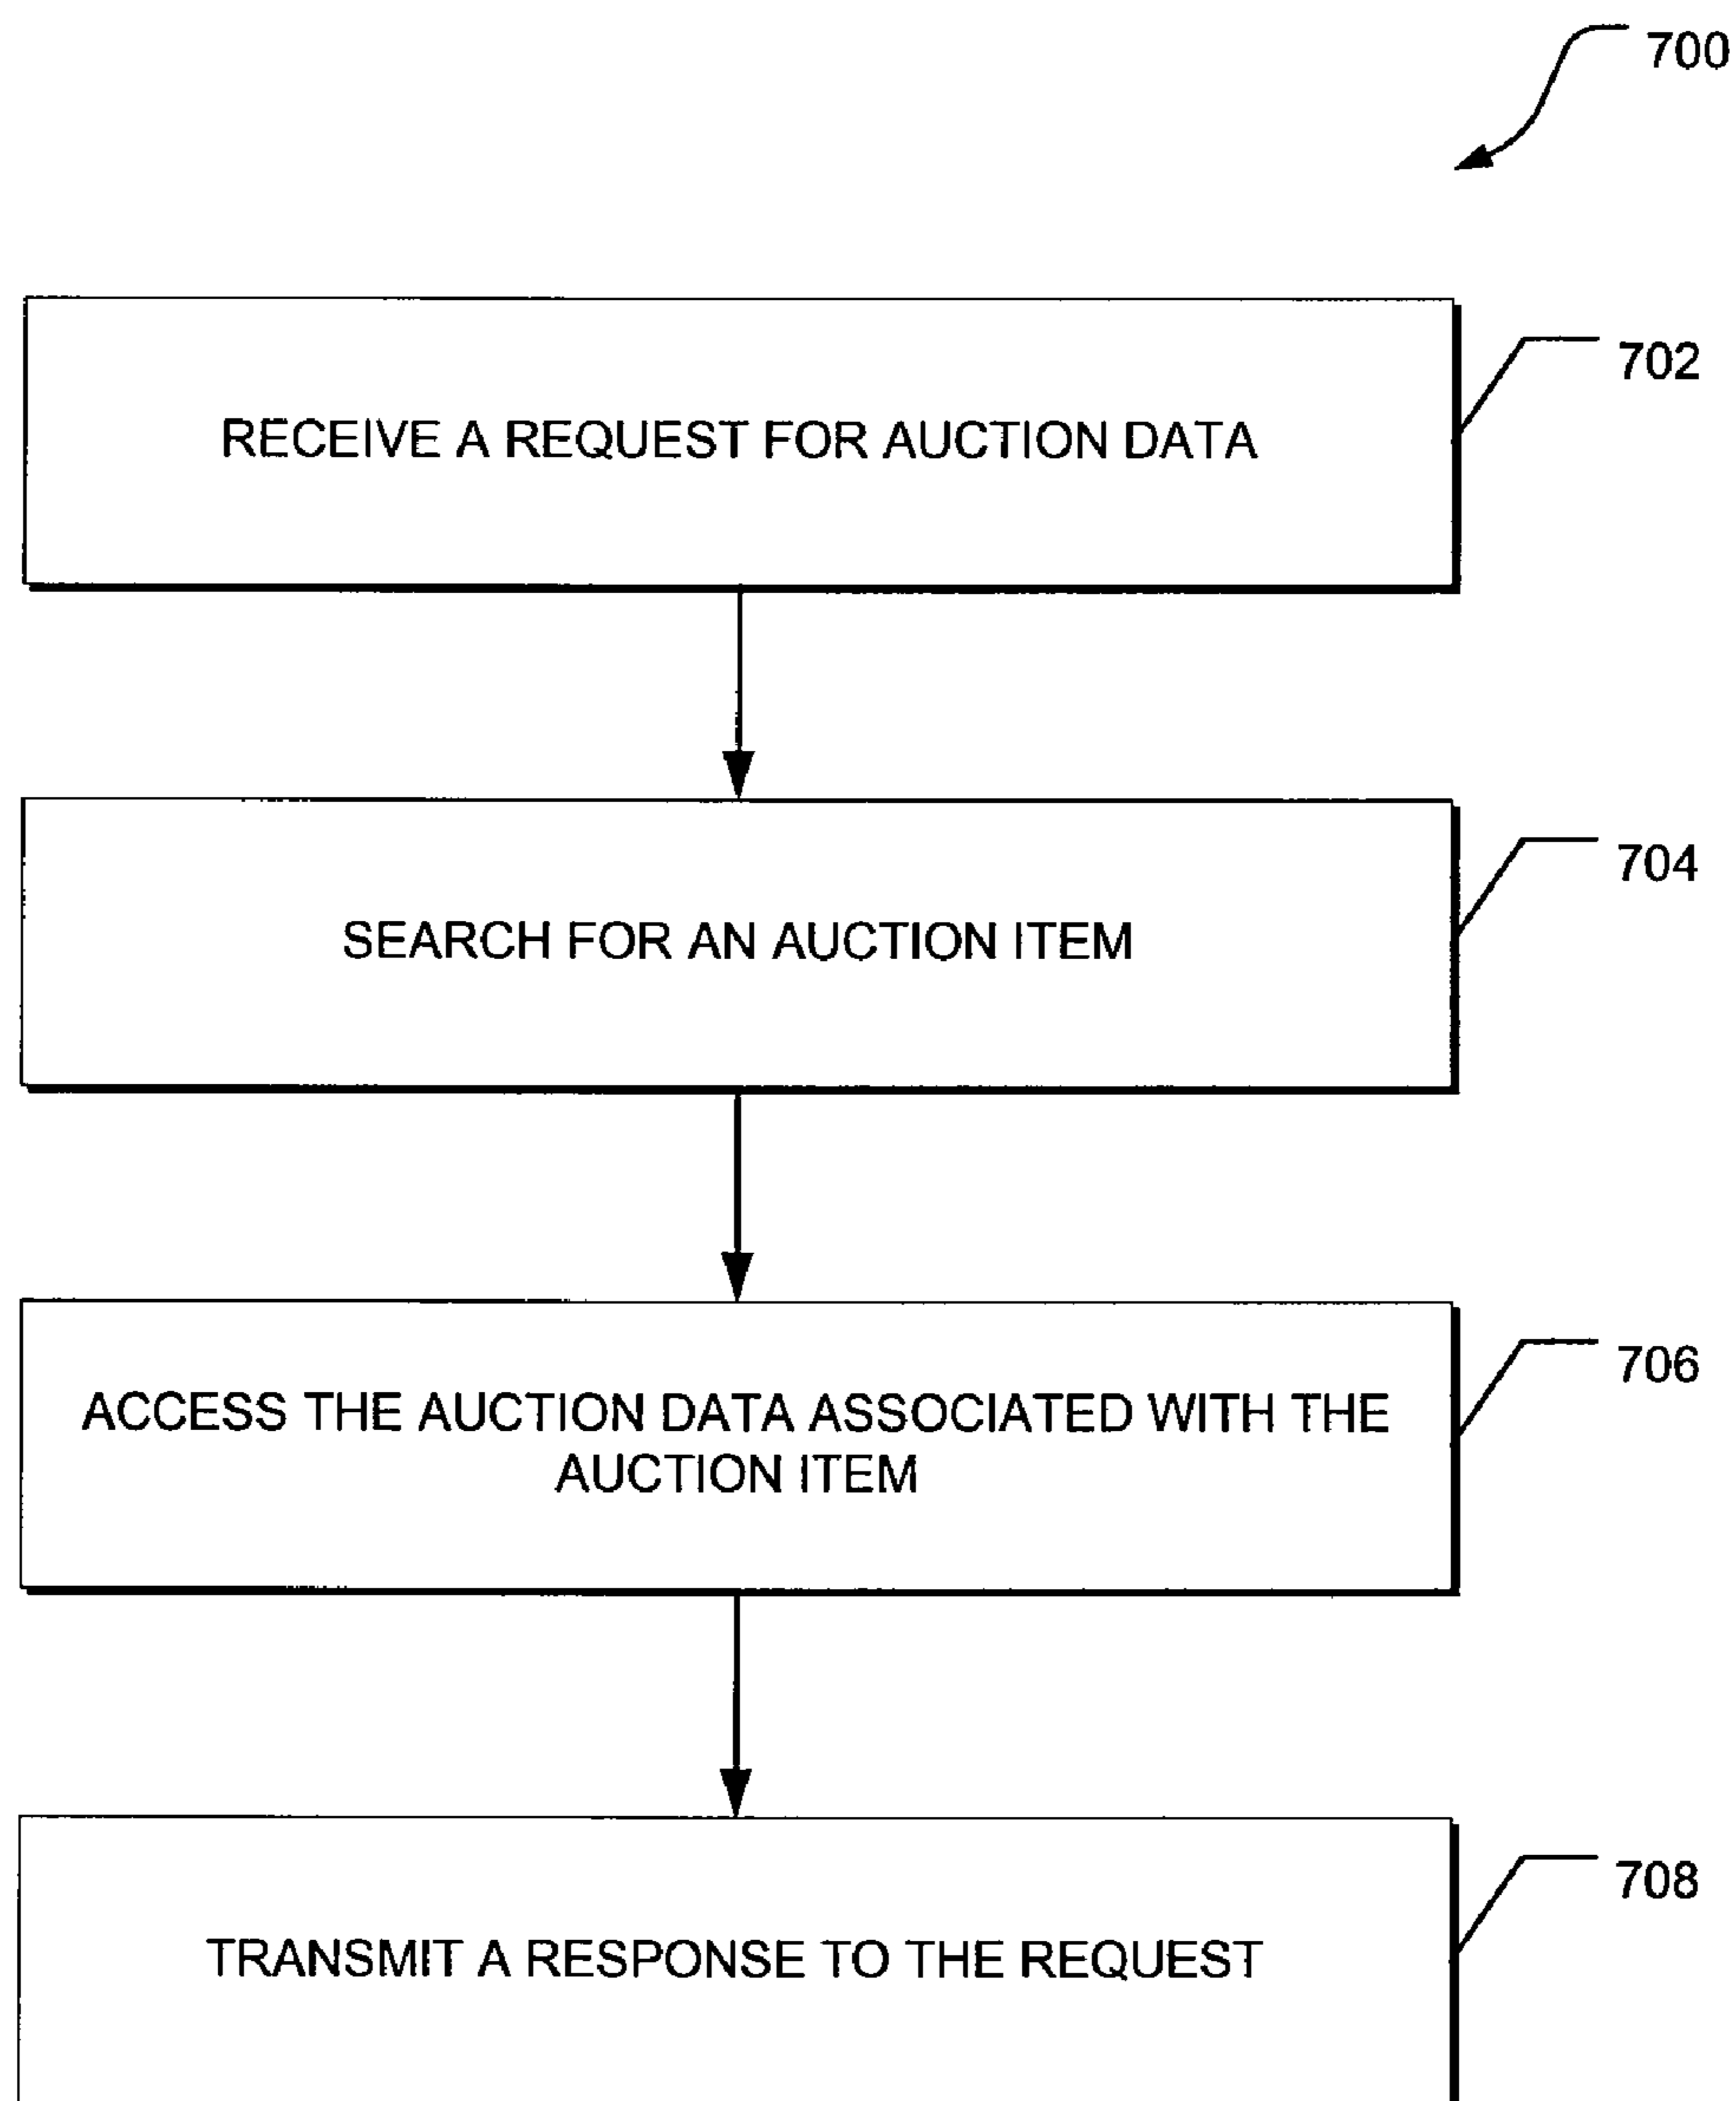 700
702
RECEIVE A REQUEST FOR AUCTION DATA
704
SEARCH FOR AN AUCTION ITEM
706
ACCESS THE AUCTION DATA ASSOCIATED WITH THE
AUCTION ITEM
708
TRANSMIT A RESPONSE TO THE REQUEST